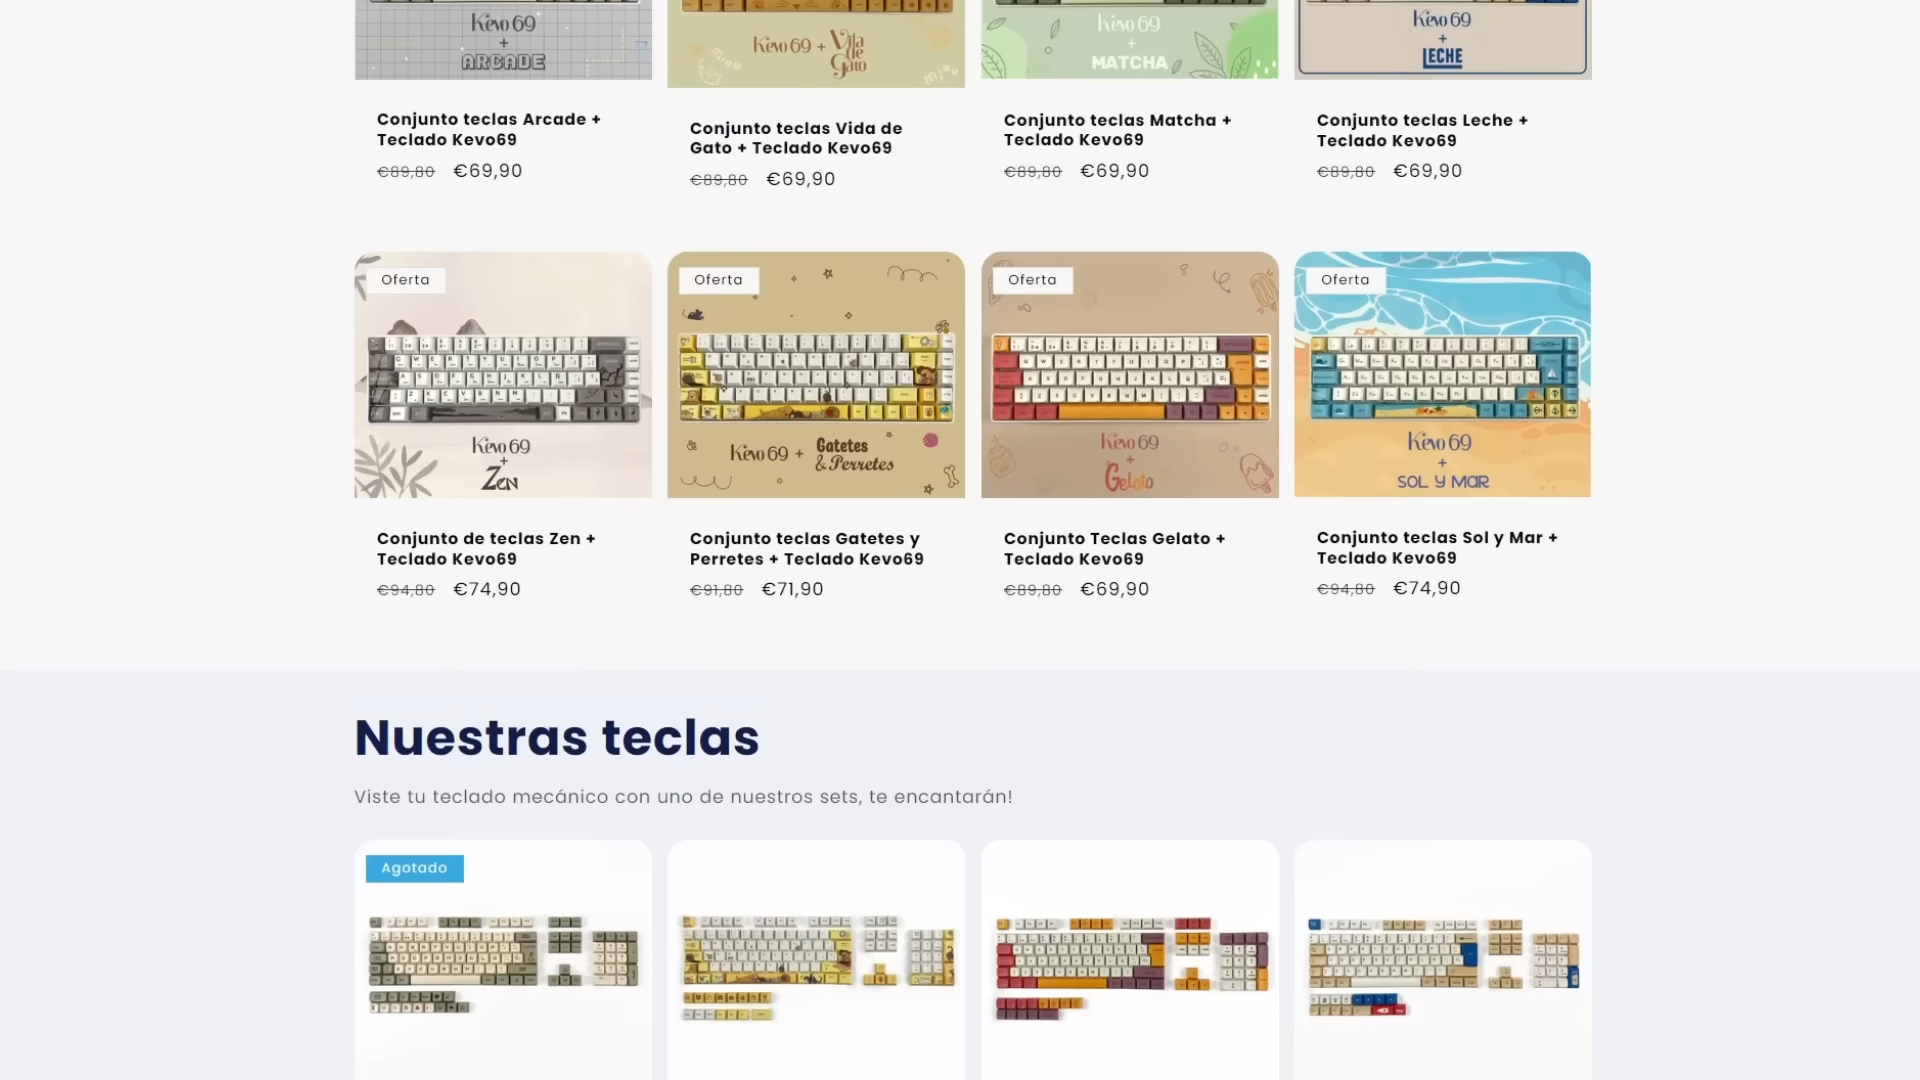 Kevo 69
+
ARCADE
Kevo 69 + Vida de Gato
miau
miau
Kevo 69
+
MATCHA
Kevo 69
+
LECHE
Conjunto teclas Arcade +
Teclado Kevo69
€89,80 €69,90
Conjunto teclas Vida de
Gato + Teclado Kevo69
€89,80 €69,90
Conjunto teclas Matcha +
Teclado Kevo69
€89,80 €69,90
Conjunto teclas Leche +
Teclado Kevo69
€89,80 €69,90
Oferta
Kevo 69
+
ZEN
Oferta
Kevo 69 + Gatetes
& Perretes
Oferta
Kevo 69
+
Gelato
Oferta
Kevo 69
+
SOL Y MAR
Conjunto de teclas Zen +
Teclado Kevo69
€94,80 €74,90
Conjunto teclas Gatetes y
Perretes + Teclado Kevo69
€91,80 €71,90
Conjunto Teclas Gelato +
Teclado Kevo69
€89,80 €69,90
Conjunto teclas Sol y Mar +
Teclado Kevo69
€94,80 €74,90
Nuestras teclas
Viste tu teclado mecánico con uno de nuestros sets, te encantarán!
Agotado